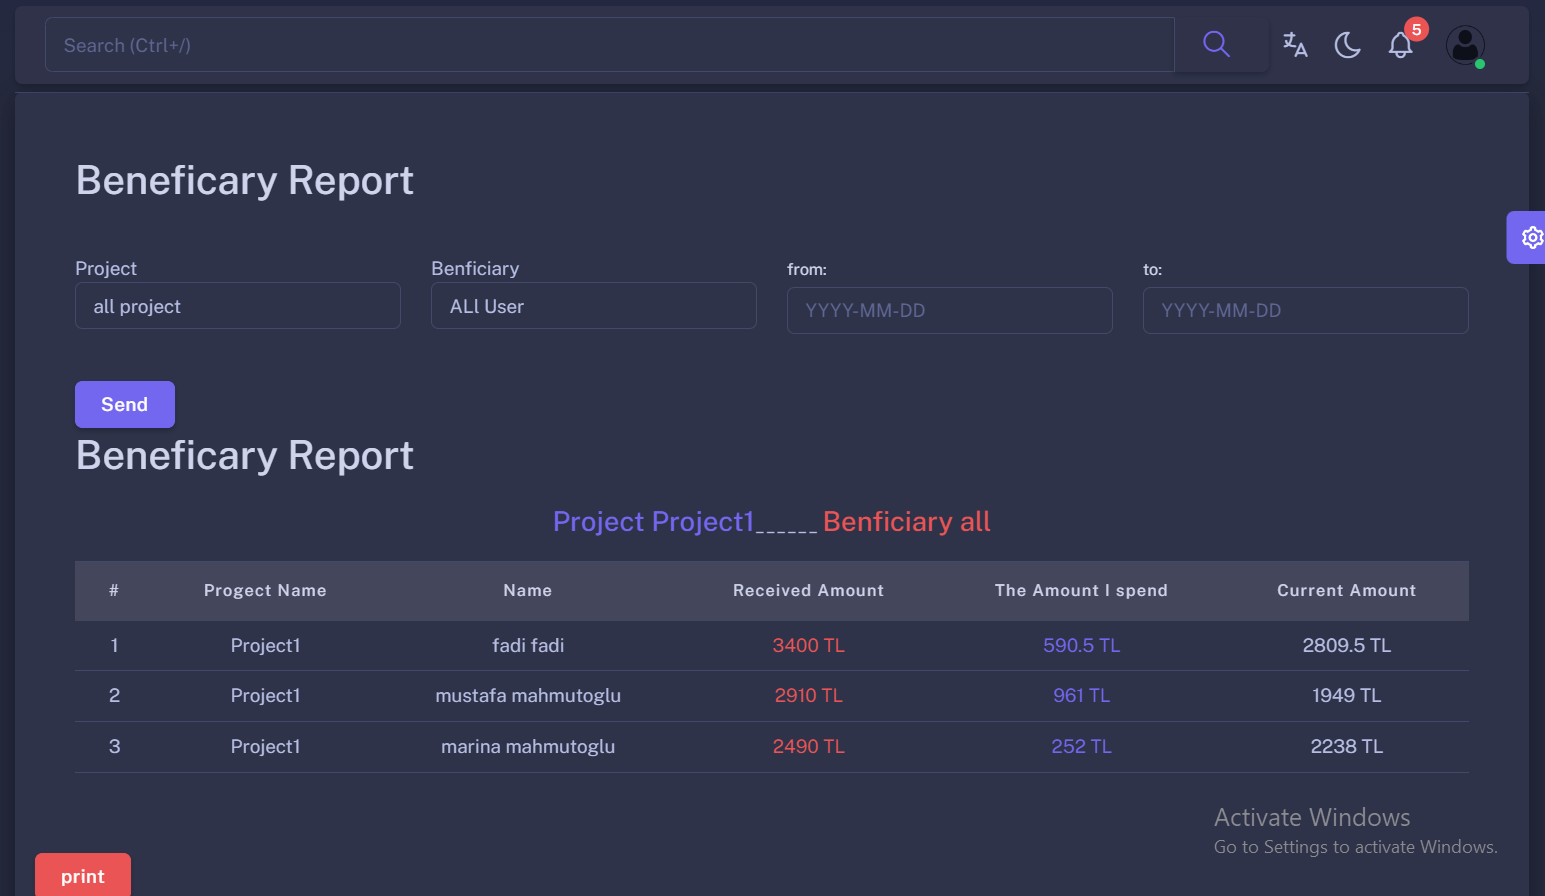 Search (Ctrl+/)
5
Beneficary Report
Project Benficiary from: to:
all project ALl User YYYY-MM-DD YYYY-MM-DD
Send
Beneficary Report
Project Project1______ Benficiary all
# Progect Name Name Received Amount The Amount I spend Current Amount
1 Project1 fadi fadi 3400 TL 590.5 TL 2809.5 TL
2 Project1 mustafa mahmutoglu 2910 TL 961 TL 1949 TL
3 Project1 marina mahmutoglu 2490 TL 252 TL 2238 TL
Activate Windows
Go to Settings to activate Windows.
print